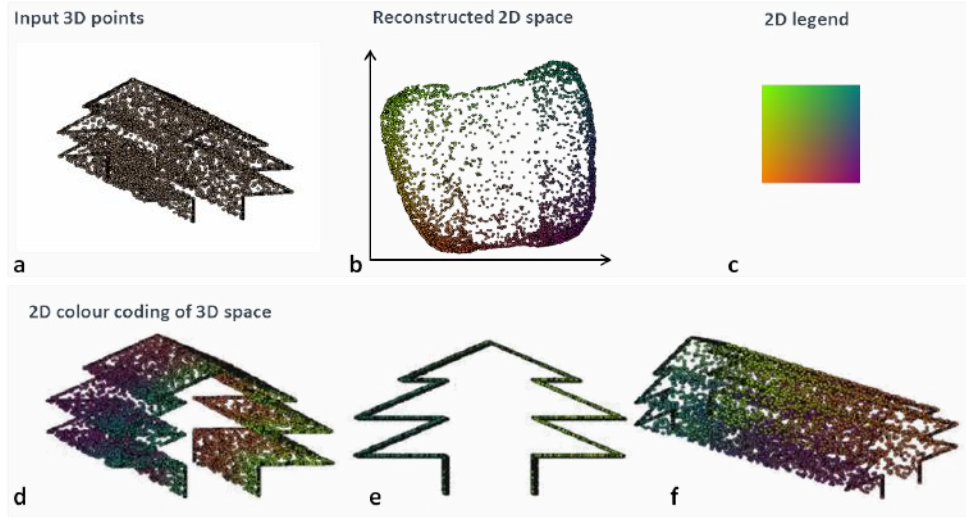 Input 3D points
Reconstructed 2D space
2D legend
a
b
c
2D colour coding of 3D space
d
e
f